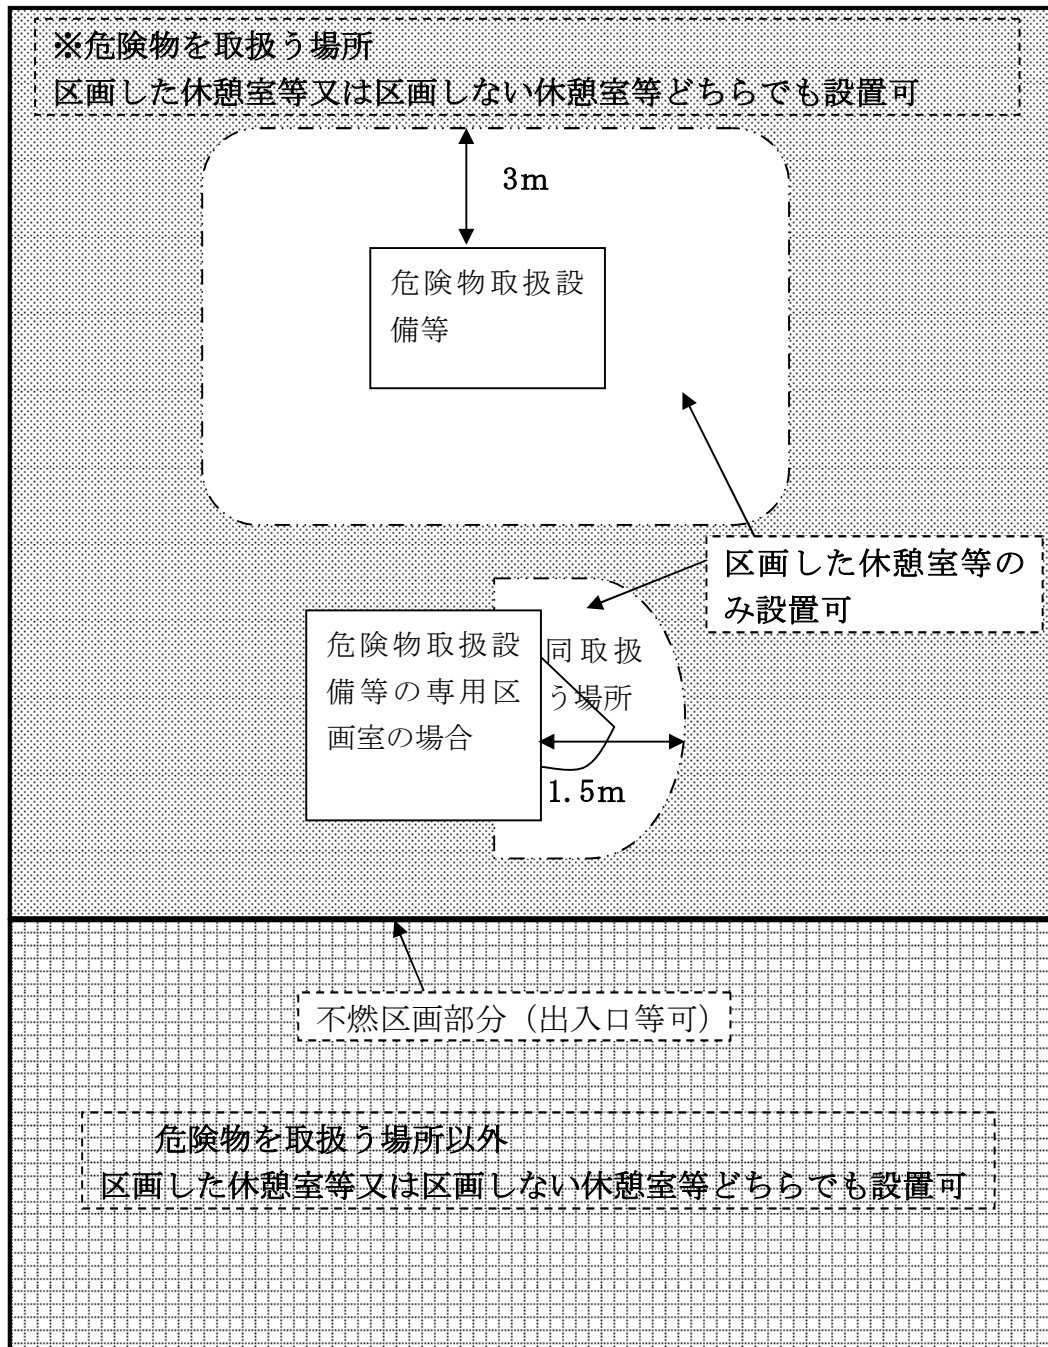 ※危険物を取扱う場所
区画した休憩室等又は区画しない休憩室等どちらでも設置可
3m
危険物取扱設
備等
区画した休憩室等の
み設置可
危険物取扱設
備等の専用区
画室の場合
同取扱
う場所
1.5m
不燃区画部分（出入口等可）
危険物を取扱う場所以外
区画した休憩室等又は区画しない休憩室等どちらでも設置可